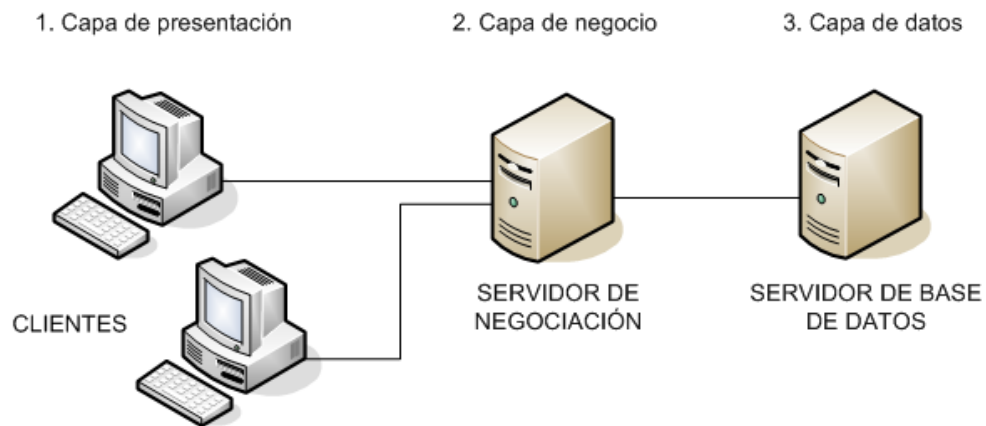 1. Capa de presentación
2. Capa de negocio
3. Capa de datos
CLIENTES
SERVIDOR DE
NEGOCIACIÓN
SERVIDOR DE BASE
DE DATOS